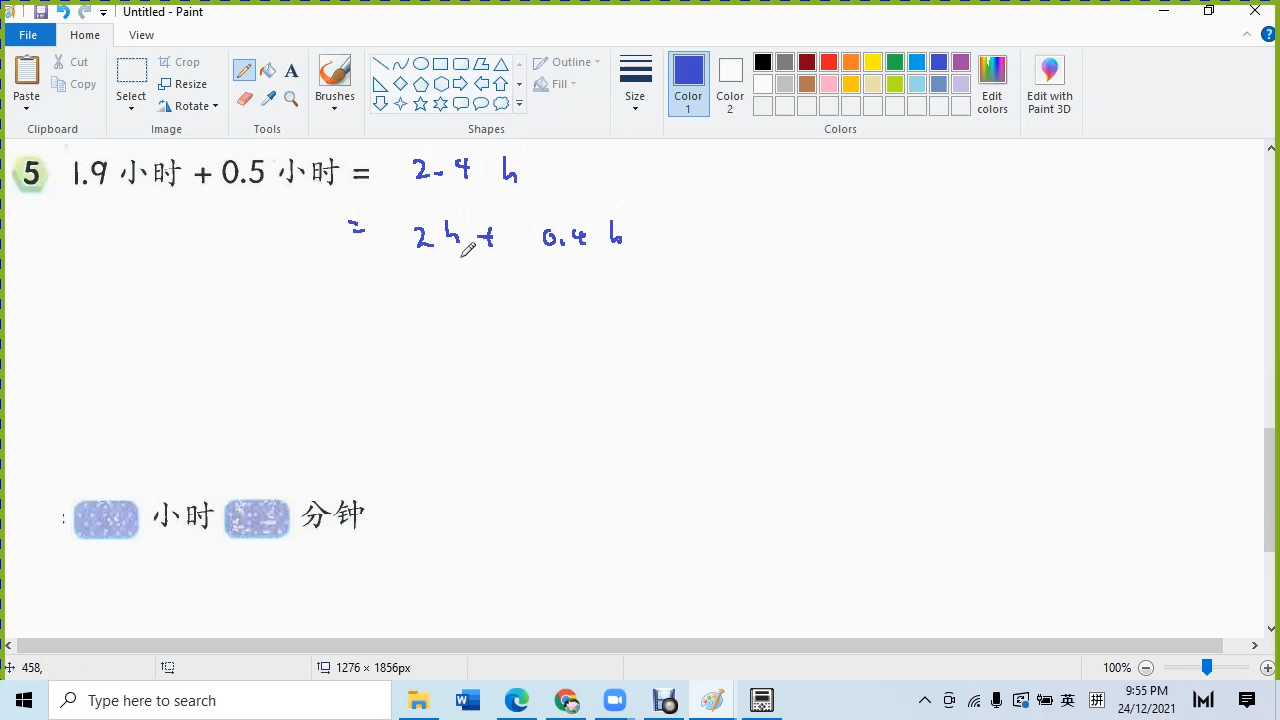 Untitled - Paint
File Home View
Paste Cut Copy
Select Crop Resize Rotate
Brushes
Outline Fill
Size
Color 1
Color 2
Edit colors
Edit with Paint 3D
Clipboard Image Tools Shapes Colors
5 1.9 小时 + 0.5 小时 = 2.4 h
= 2 h + 0.4 h
: 小时 分钟
458, 1276 × 1856px 100%
Type here to search
英 拼 9:55 PM
24/12/2021